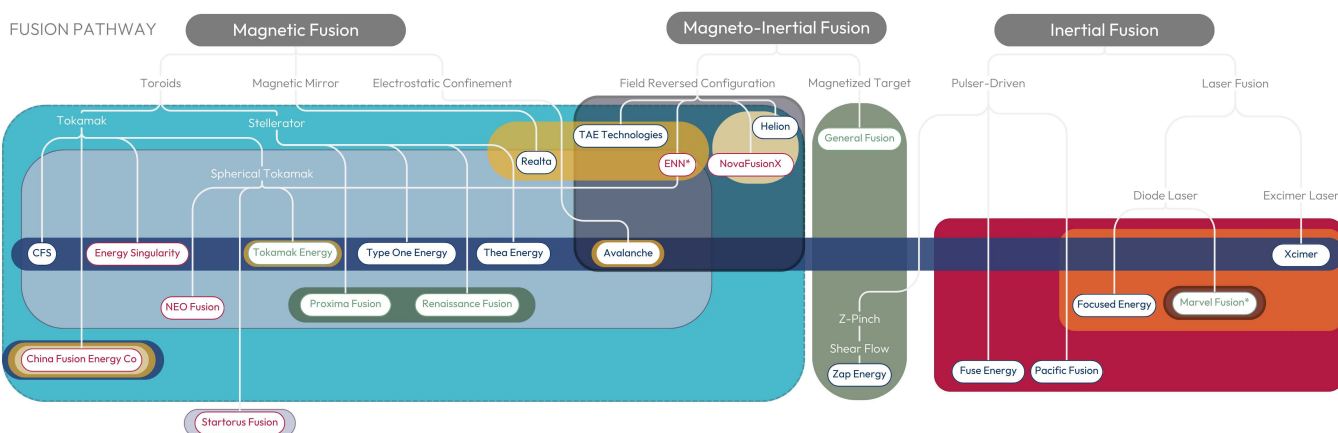 FUSION PATHWAY
Magnetic Fusion
Magneto-Inertial Fusion
Inertial Fusion
Toroids
Magnetic Mirror
Electrostatic Confinement
Field Reversed Configuration
Magnetized Target
Pulser-Driven
Laser Fusion
Tokamak
Stellerator
TAE Technologies
Helion
General Fusion
Realta
ENN*
NovaFusionX
Spherical Tokamak
Diode Laser
Excimer Laser
CFS
Energy Singularity
Tokamak Energy
Type One Energy
Thea Energy
Avalanche
Xcimer
NEO Fusion
Proxima Fusion
Renaissance Fusion
Focused Energy
Marvel Fusion*
Z-Pinch
Shear Flow
China Fusion Energy Co
Zap Energy
Fuse Energy
Pacific Fusion
Startorus Fusion